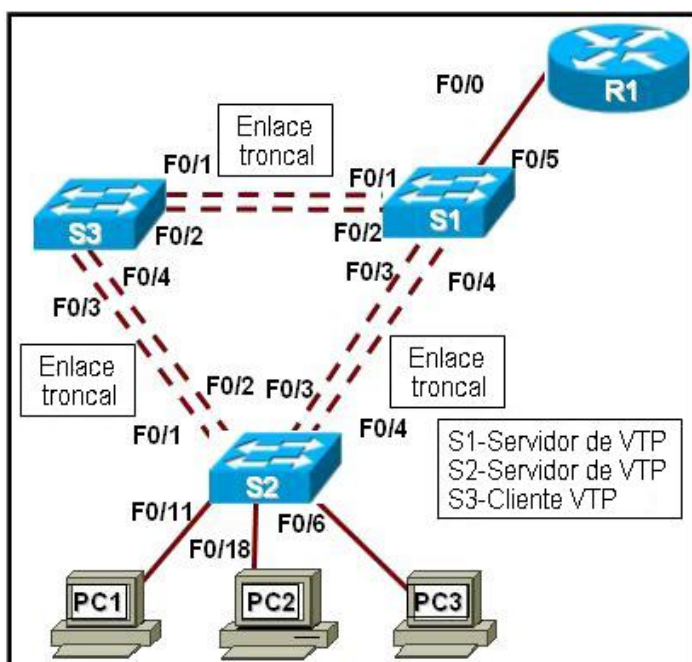 F0/0
R1
Enlace
troncal
F0/1
F0/1
F0/5
S3
S1
F0/2
F0/2
F0/4
F0/3
F0/3
F0/4
Enlace
troncal
Enlace
troncal
F0/2
F0/3
F0/1
F0/4
S2
S1-Servidor de VTP
S2-Servidor de VTP
S3-Cliente VTP
F0/11
F0/6
F0/18
PC1
PC2
PC3